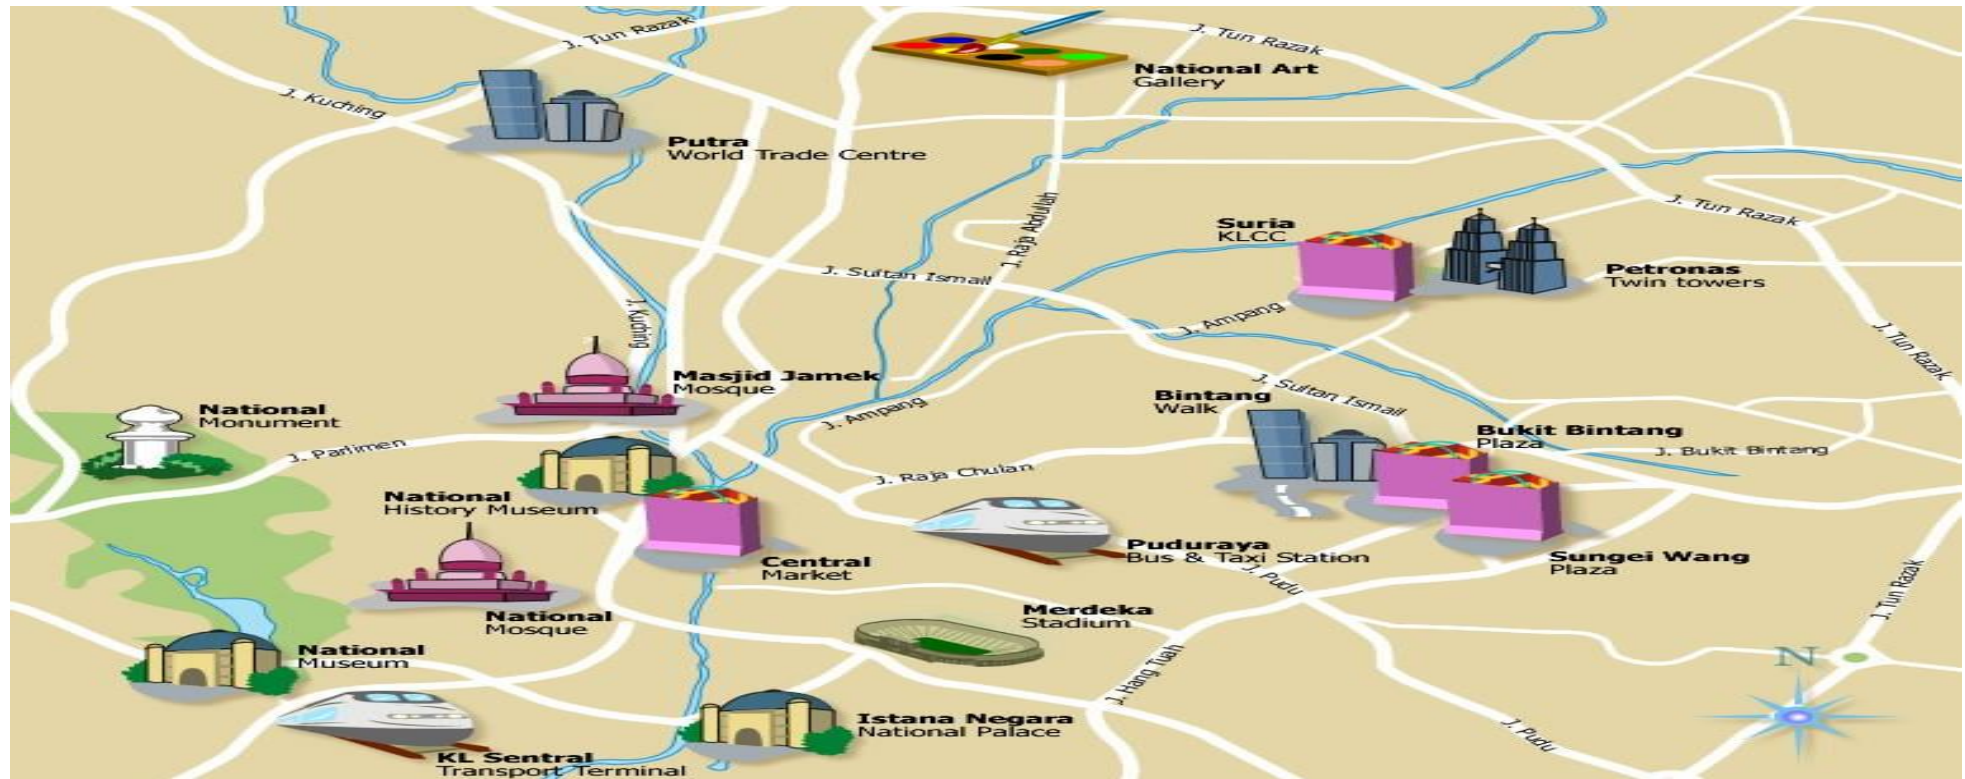 J. Tun Razak
J. Tun Razak
National Art
Gallery
J. Kuching
Putra
World Trade Centre
J. Raja Abdullah
J. Tun Razak
Suria
KLCC
J. Sultan Ismail
Petronas
Twin towers
J. Kuching
J. Ampang
J. Tun Razak
Masjid Jamek
Mosque
J. Sultan Ismail
Bintang
Walk
National
Monument
J. Ampang
J. Parlimen
Bukit Bintang
Plaza
J. Bukit Bintang
J. Raja Chulan
National
History Museum
Puduraya
Bus & Taxi Station
Sungei Wang
Plaza
Central
Market
J. Pudu
J. Tun Razak
National
Mosque
Merdeka
Stadium
National
Museum
J. Hang Tuah
N
Istana Negara
National Palace
J. Pudu
KL Sentral
Transport Terminal